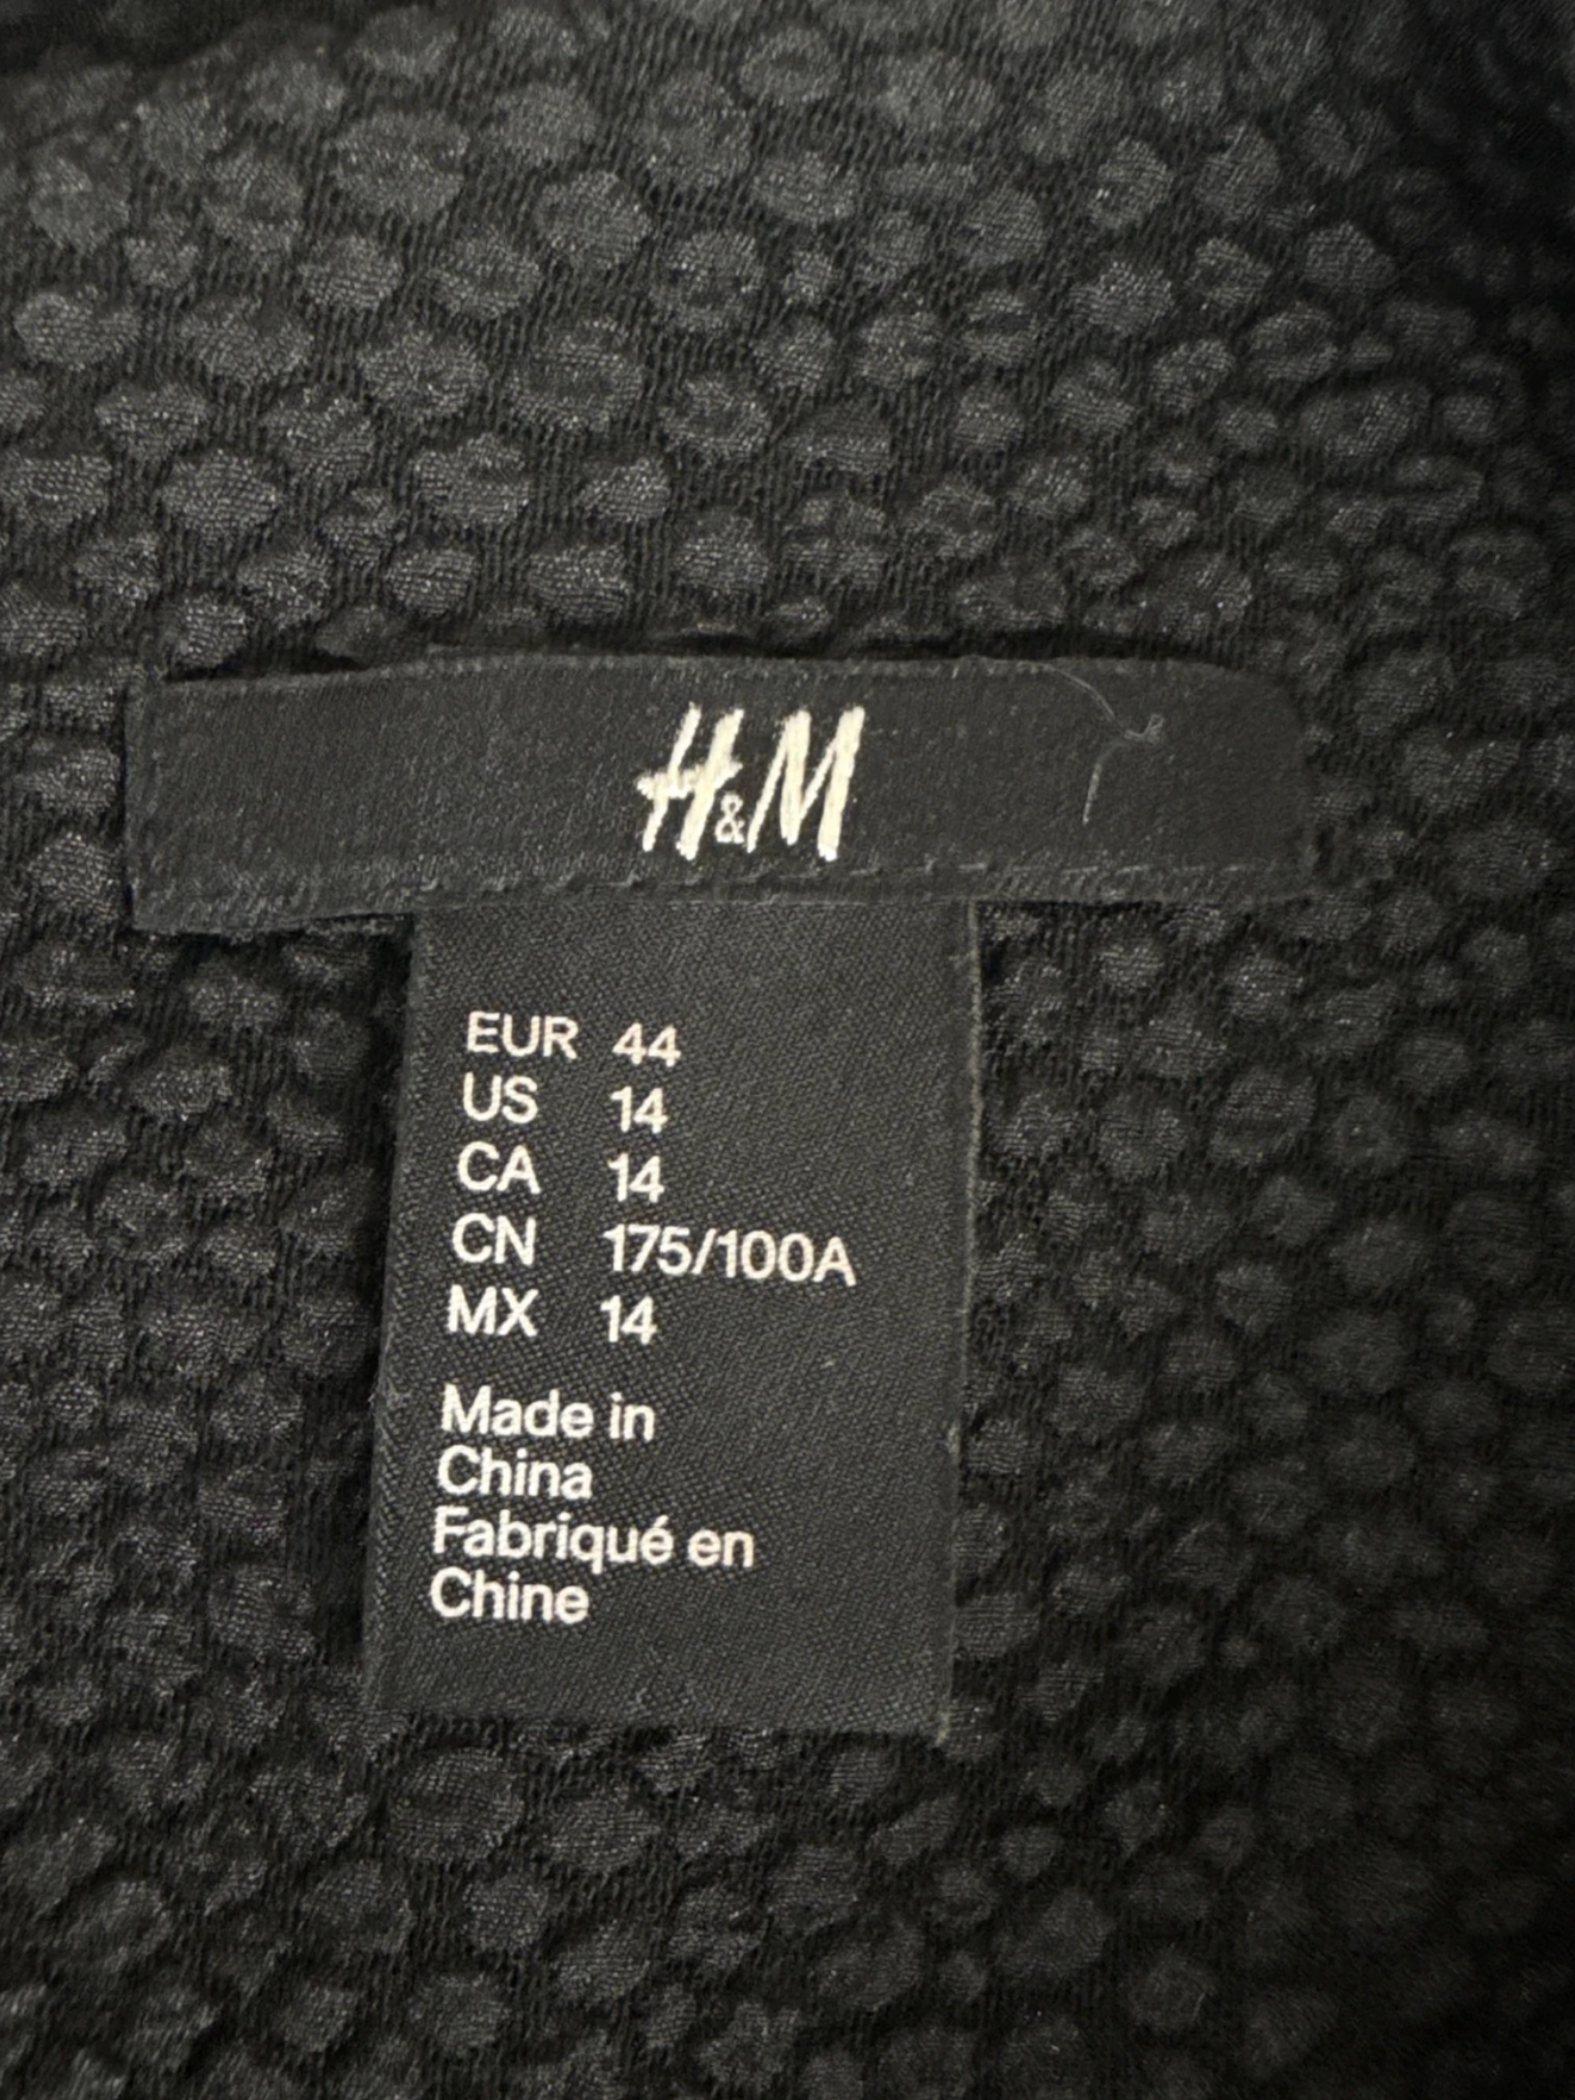 H&M
EUR 44
US 14
CA 14
CN 175/100A
MX 14
Made in
China
Fabriqué en
Chine